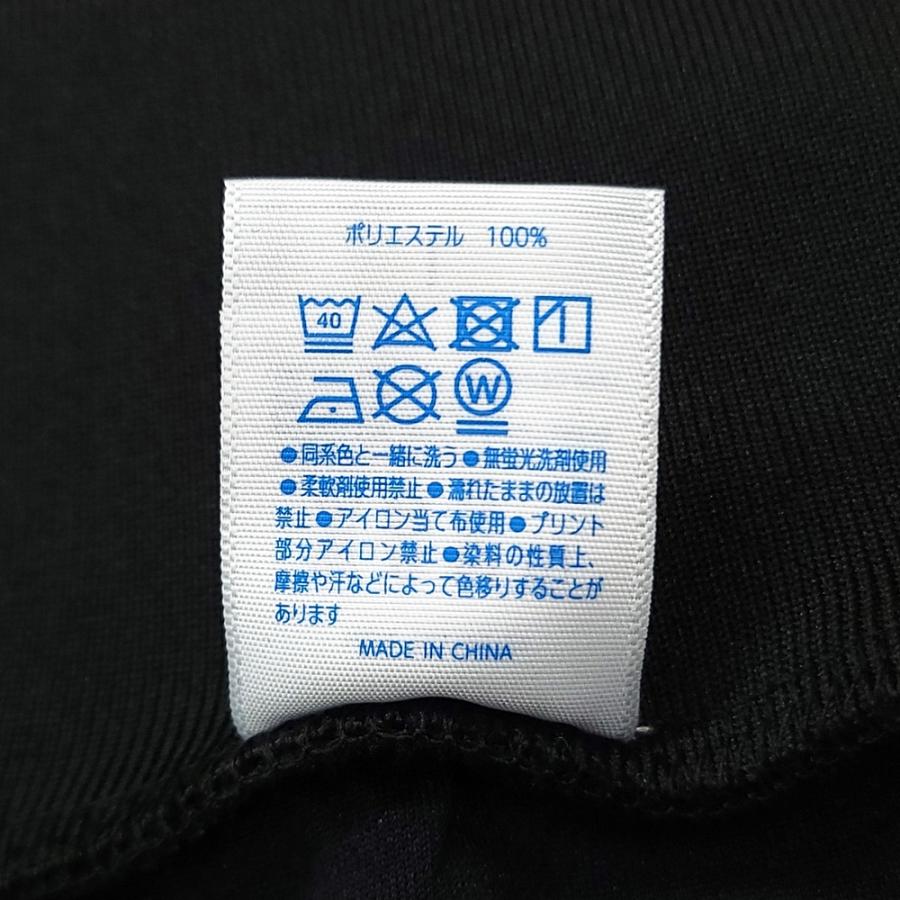 ポリエステル 100%
40
W
●同系色と一緒に洗う●無蛍光洗剤使用
●柔軟剤使用禁止●濡れたままの放置は
禁止●アイロン当て布使用●プリント
部分アイロン禁止●染料の性質上、
摩擦や汗などによって色移りすることが
あります
MADE IN CHINA